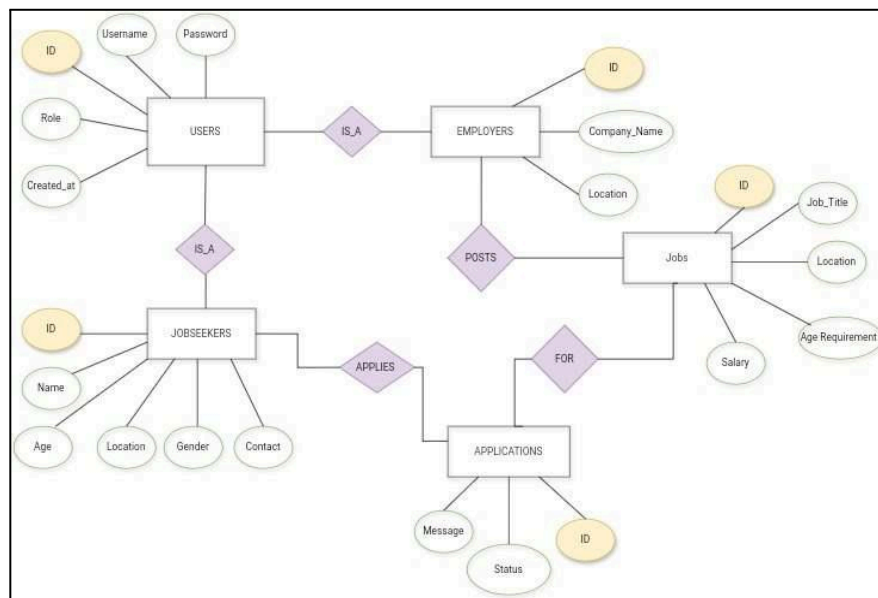 Username
Password
ID
USERS
Role
Created_at
IS_A
EMPLOYERS
ID
Company_Name
Location
IS_A
POSTS
ID
Job_Title
Jobs
Location
Age Requirement
Salary
JOBSEEKERS
ID
Name
Age
Location
Gender
Contact
APPLIES
FOR
APPLICATIONS
Message
Status
ID